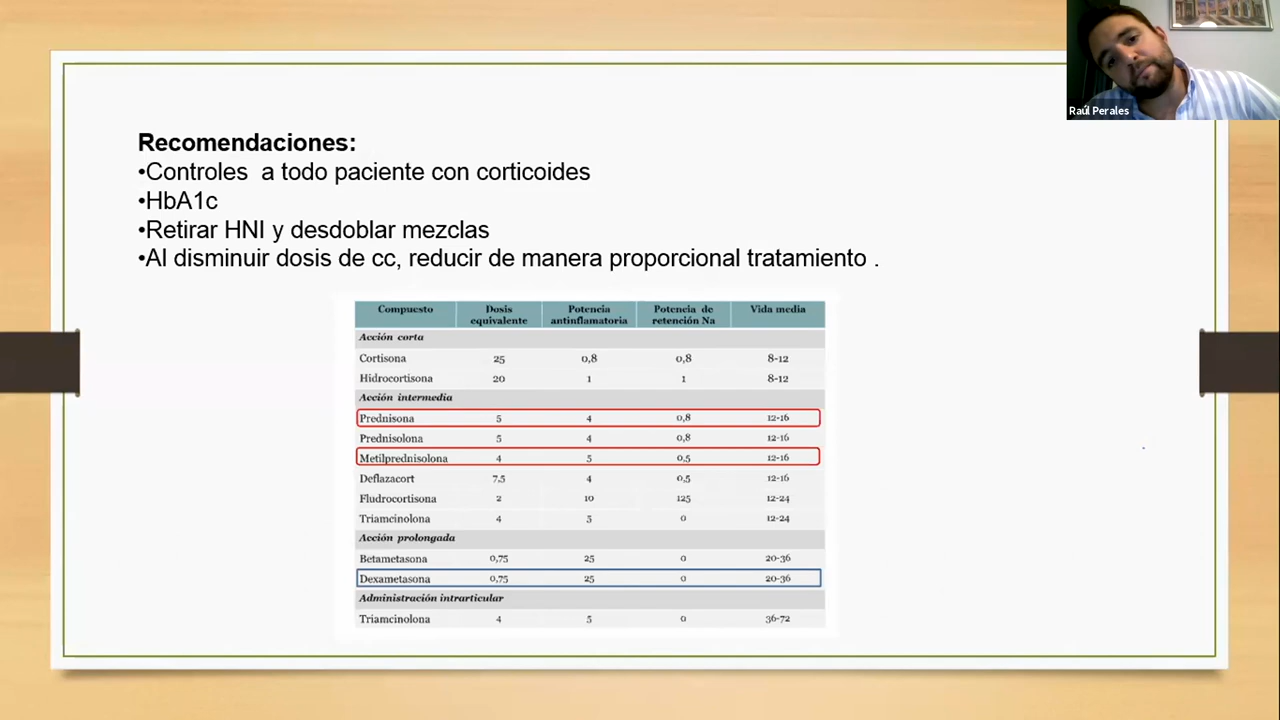 Raúl Perales
Recomendaciones:
•Controles  a todo paciente con corticoides
•HbA1c
•Retirar HNI y desdoblar mezclas
•Al disminuir dosis de cc, reducir de manera proporcional tratamiento .
Compuesto Dosis equivalente Potencia antinflamatoria Potencia de retención Na Vida media
Acción corta
Cortisona 25 0,8 0,8 8-12
Hidrocortisona 20 1 1 8-12
Acción intermedia
Prednisona 5 4 0,8 12-16
Prednisolona 5 4 0,8 12-16
Metilprednisolona 4 5 0,5 12-16
Deflazacort 7.5 4 0,5 12-16
Fludrocortisona 2 10 125 12-24
Triamcinolona 4 5 0 12-24
Acción prolongada
Betametasona 0,75 25 0 20-36
Dexametasona 0,75 25 0 20-36
Administración intrarticular
Triamcinolona 4 5 0 36-72